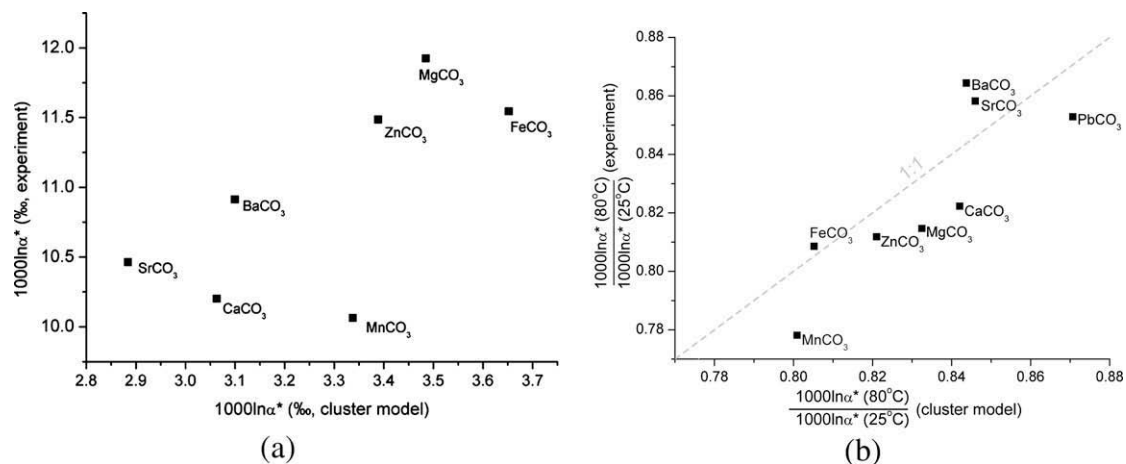 12.0
11.5
11.0
10.5
10.0
1000lnα* (‰, experiment)
MgCO₃
FeCO₃
ZnCO₃
BaCO₃
SrCO₃
CaCO₃
MnCO₃
2.8 2.9 3.0 3.1 3.2 3.3 3.4 3.5 3.6 3.7
1000lnα* (‰, cluster model)
(a)
0.88
0.86
0.84
0.82
0.80
0.78
1000lnα* (80°C)
1000lnα* (25°C)
(experiment)
BaCO₃
SrCO₃
PbCO₃
1:1
CaCO₃
FeCO₃
ZnCO₃
MgCO₃
MnCO₃
0.78 0.80 0.82 0.84 0.86 0.88
1000lnα* (80°C)
1000lnα* (25°C)
(cluster model)
(b)